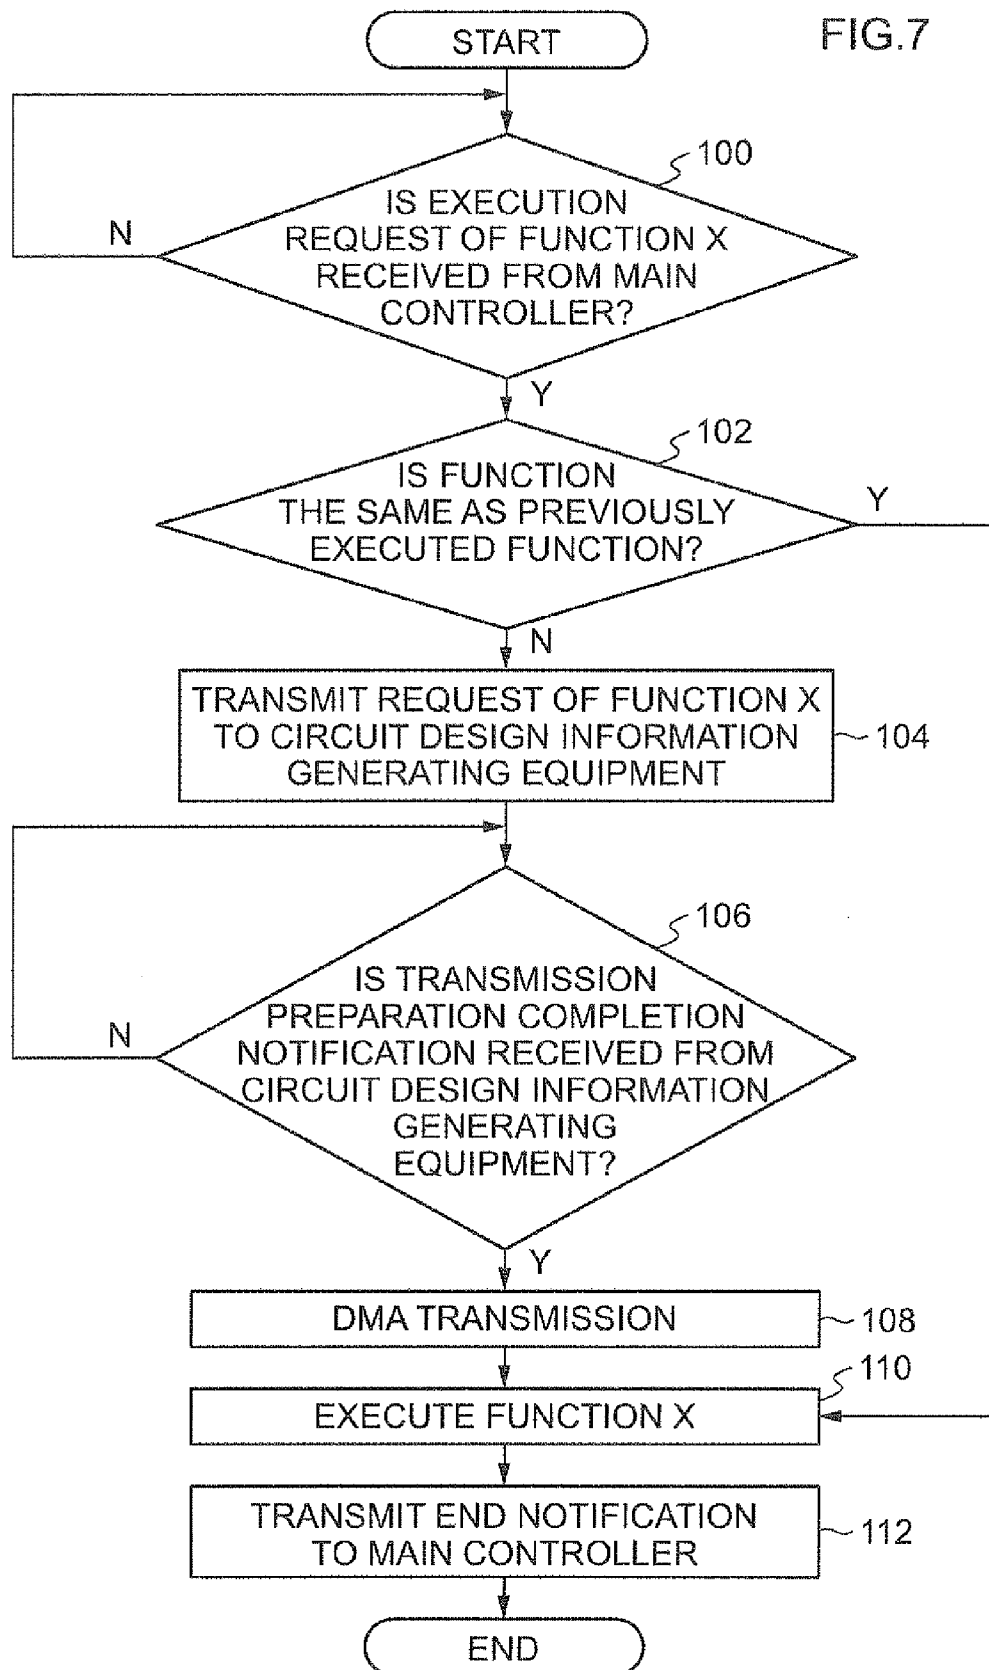 FIG.7
START
100
IS EXECUTION
REQUEST OF FUNCTION X
RECEIVED FROM MAIN
CONTROLLER?
N
Y
102
IS FUNCTION
THE SAME AS PREVIOUSLY
EXECUTED FUNCTION?
Y
N
TRANSMIT REQUEST OF FUNCTION X
TO CIRCUIT DESIGN INFORMATION
GENERATING EQUIPMENT
104
106
IS TRANSMISSION
PREPARATION COMPLETION
NOTIFICATION RECEIVED FROM
CIRCUIT DESIGN INFORMATION
GENERATING
EQUIPMENT?
N
Y
DMA TRANSMISSION
108
110
EXECUTE FUNCTION X
TRANSMIT END NOTIFICATION
TO MAIN CONTROLLER
112
END